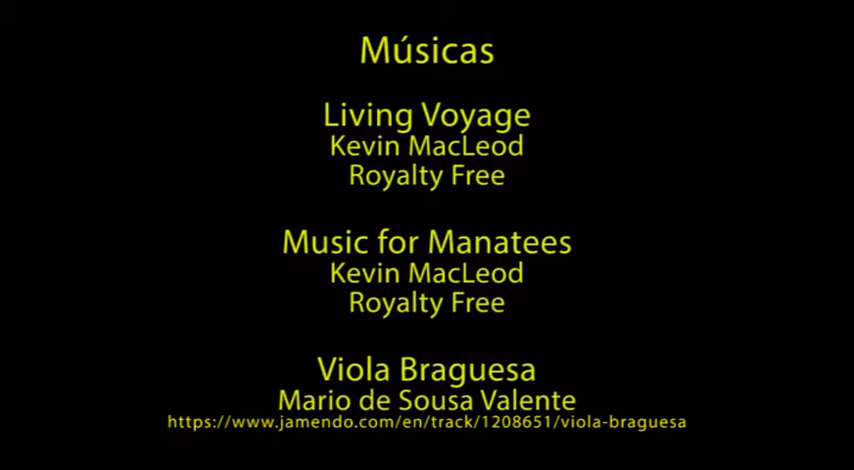 Músicas
Living Voyage
Kevin MacLeod
Royalty Free
Music for Manatees
Kevin MacLeod
Royalty Free
Viola Braguesa
Mario de Sousa Valente
https://www.jamendo.com/en/track/1208651/viola-braguesa